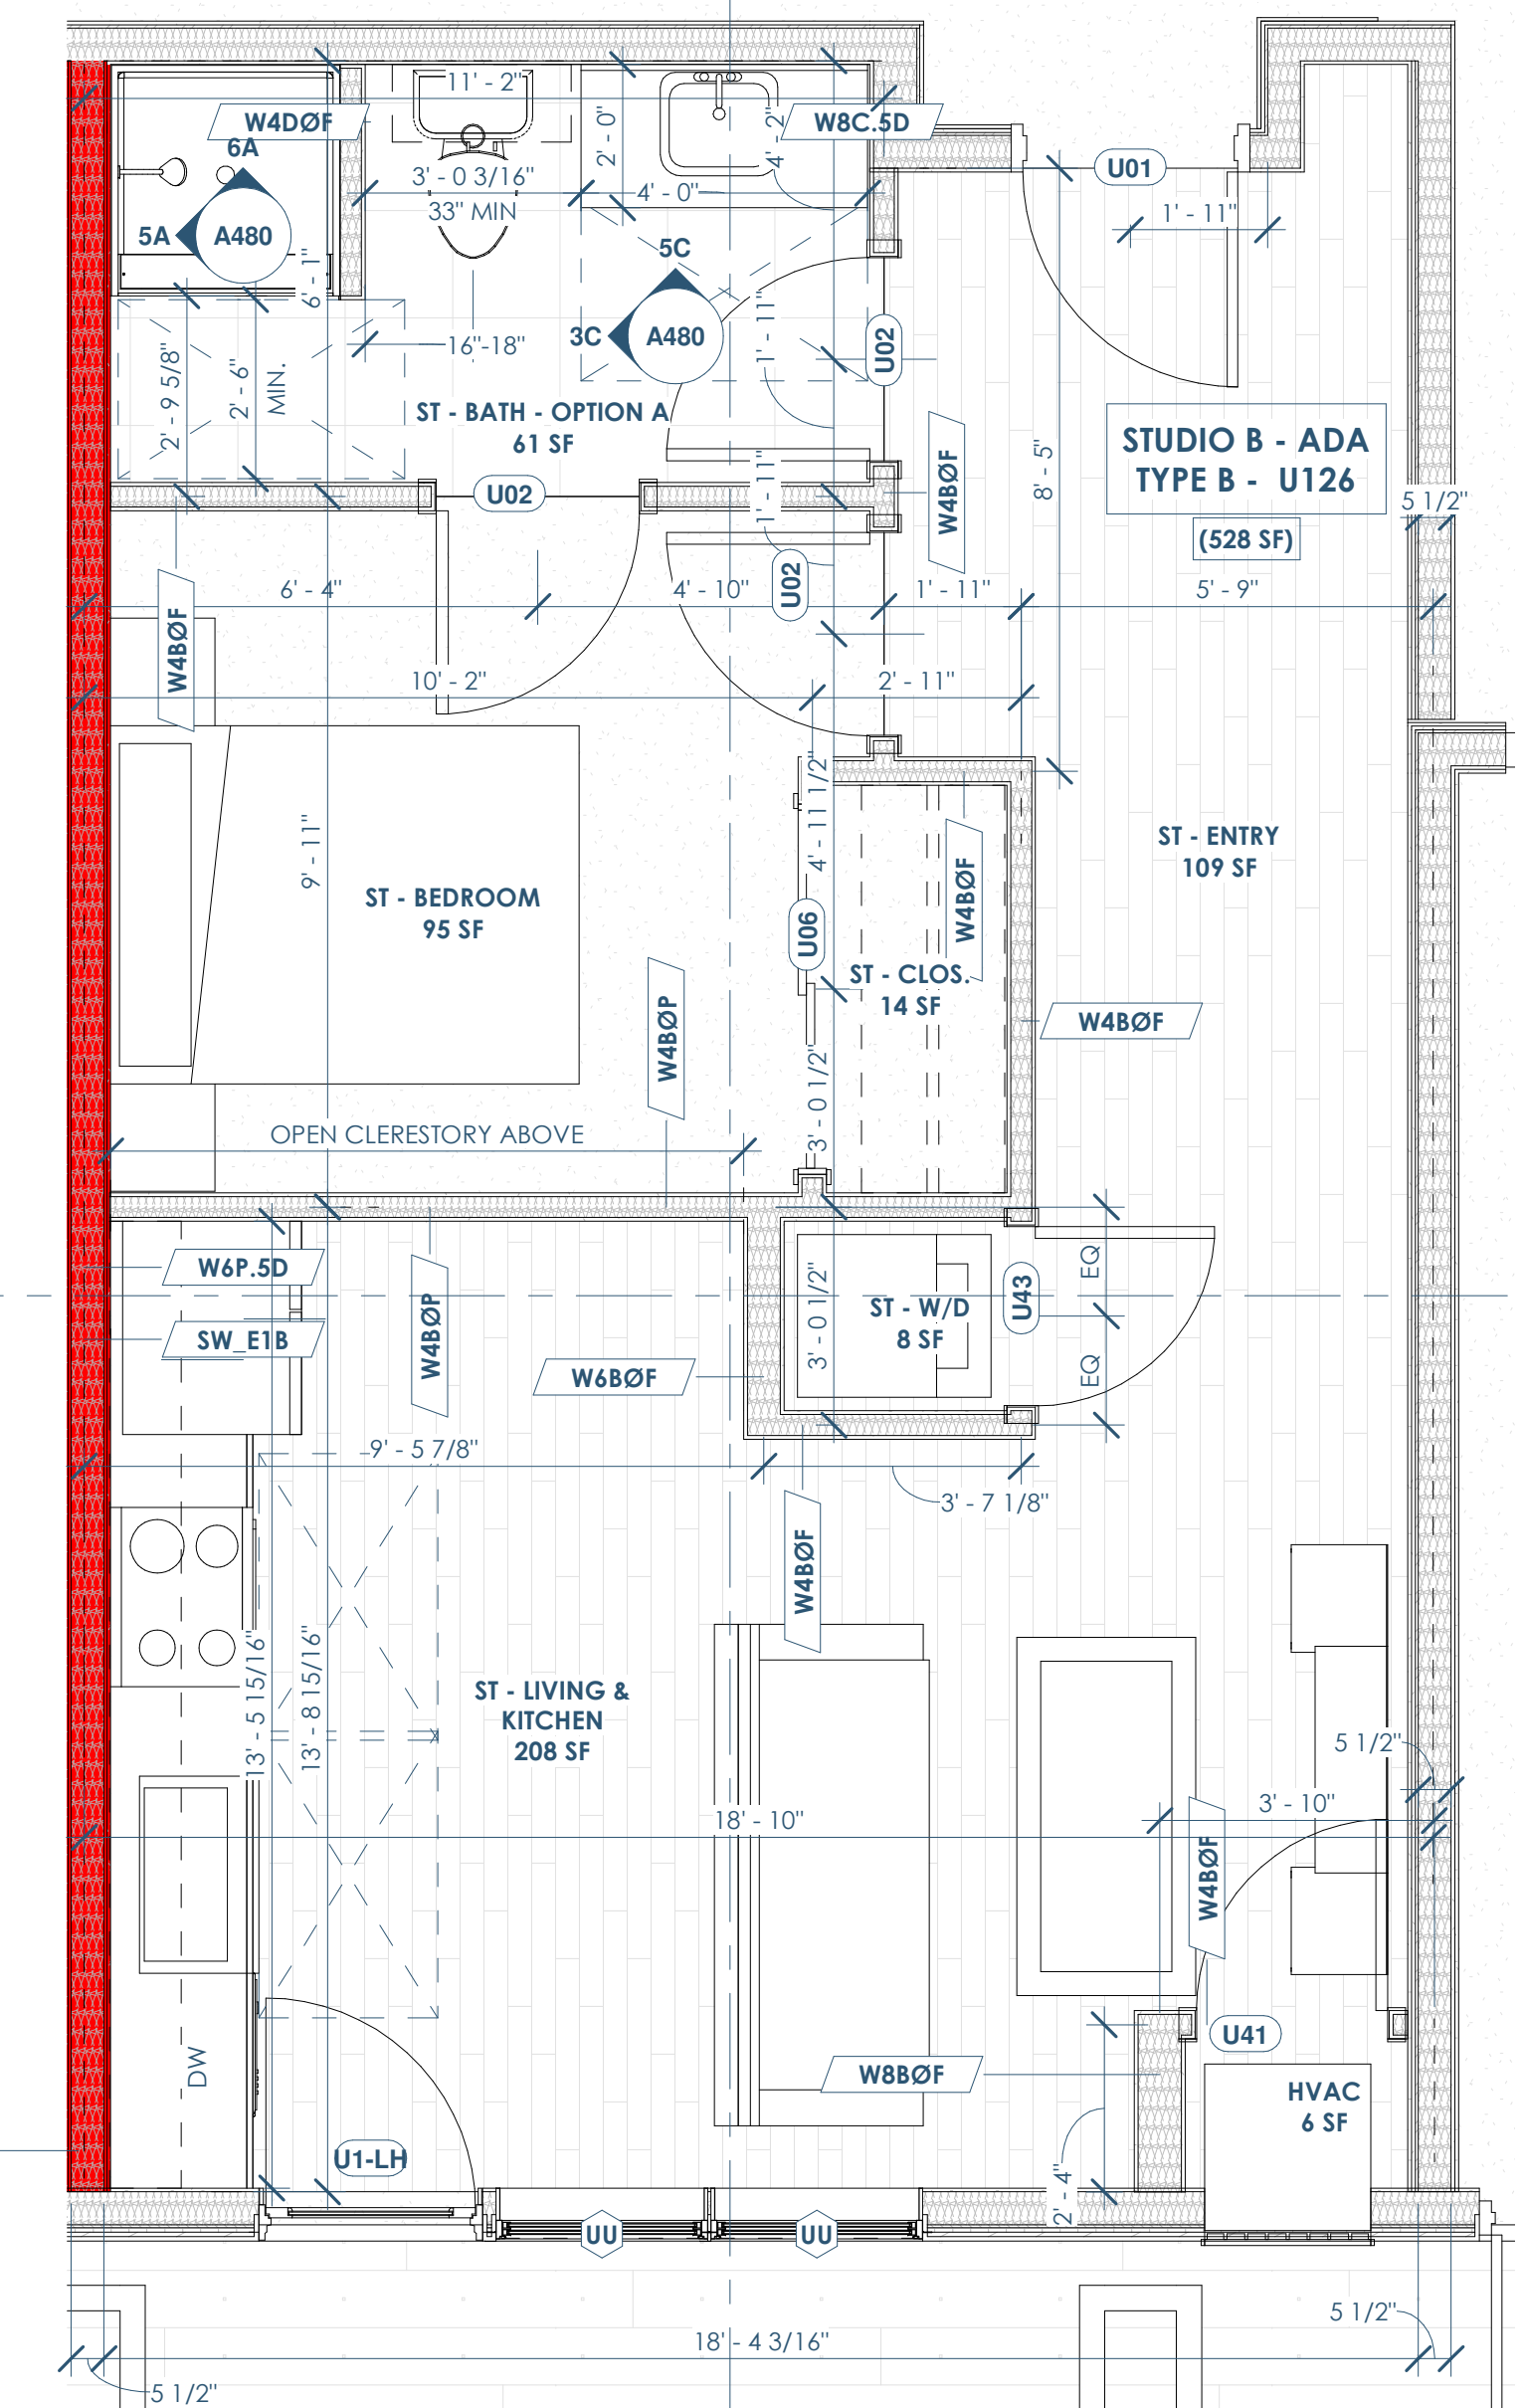 11' - 2"
W4DØF
6A
2' - 0"
4' - 2"
W8C.5D
U01
3' - 0 3/16"
33" MIN
4' - 0"
1' - 11"
5A
A480
5C
6' - 1"
3C
A480
16"-18"
1' - 11"
U02
2' - 9 5/8"
2' - 6"
MIN.
ST - BATH - OPTION A
61 SF
STUDIO B - ADA
TYPE B - U126
(528 SF)
8' - 5"
W4BØF
U02
1' - 11"
5 1/2"
U02
6' - 4"
4' - 10"
1' - 11"
5' - 9"
W4BØF
10' - 2"
2' - 11"
4' - 11 1/2"
9' - 11"
ST - ENTRY
109 SF
W4BØF
ST - BEDROOM
95 SF
U06
ST - CLOS.
14 SF
W4BØP
W4BØF
3' - 0 1/2"
OPEN CLERESTORY ABOVE
W6P.5D
EQ
SW_E1B
W4BØP
3' - 0 1/2"
ST - W/D
8 SF
U43
W6BØF
EQ
9' - 5 7/8"
3' - 7 1/8"
W4BØF
13' - 5 15/16"
13' - 8 15/16"
ST - LIVING &
KITCHEN
208 SF
5 1/2"
18' - 10"
3' - 10"
W4BØF
U41
DW
W8BØF
HVAC
6 SF
U1-LH
2' - 4"
UU
UU
5 1/2"
18' - 4 3/16"
5 1/2"